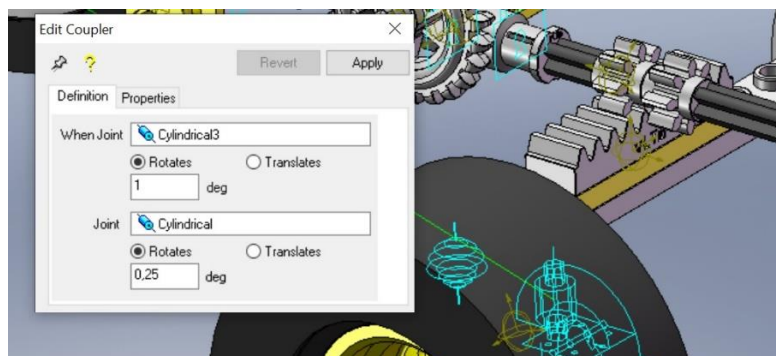 Edit Coupler
Revert Apply
Definition Properties
When Joint Cylindrical3
Rotates Translates
1 deg
Joint Cylindrical
Rotates Translates
0,25 deg